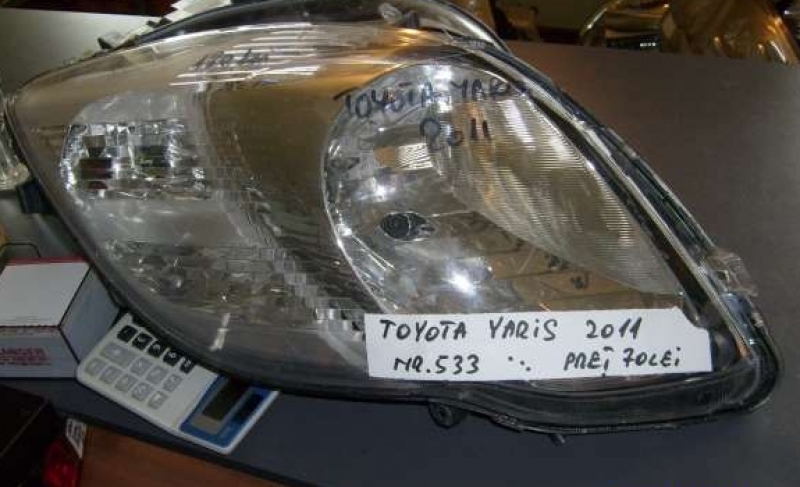 TOYOTA YARIS
2011
TOYOTA YARiS 2011
NR.533 ·. PREȚ 70LEi